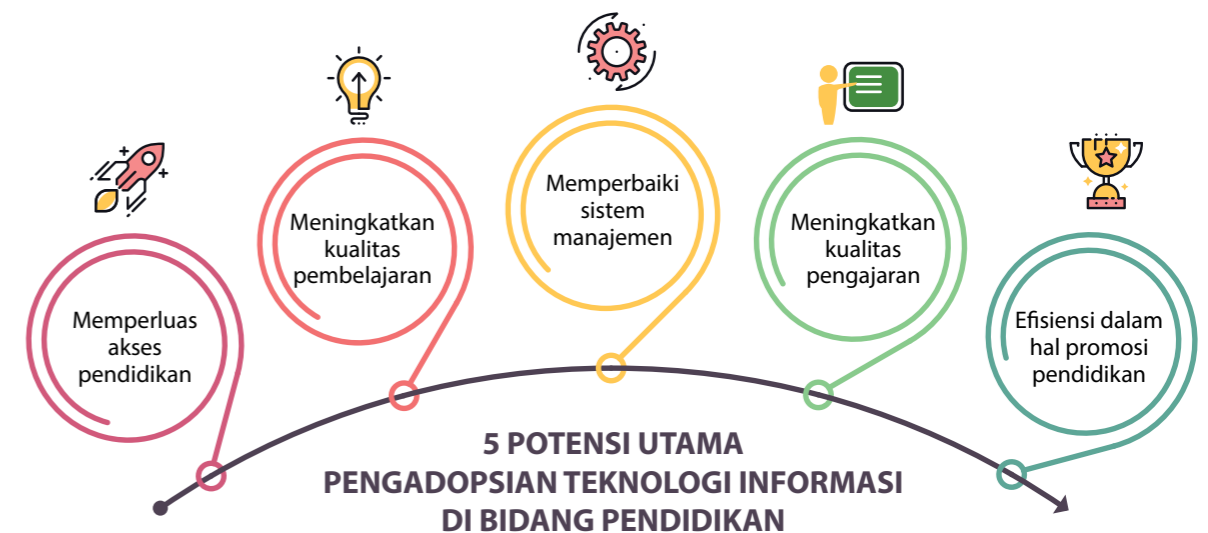 Memperluas
akses
pendidikan
Meningkatkan
kualitas
pembelajaran
Memperbaiki
sistem
manajemen
Meningkatkan
kualitas
pengajaran
Efisiensi dalam
hal promosi
pendidikan
5 POTENSI UTAMA
PENGADOPSIAN TEKNOLOGI INFORMASI
DI BIDANG PENDIDIKAN